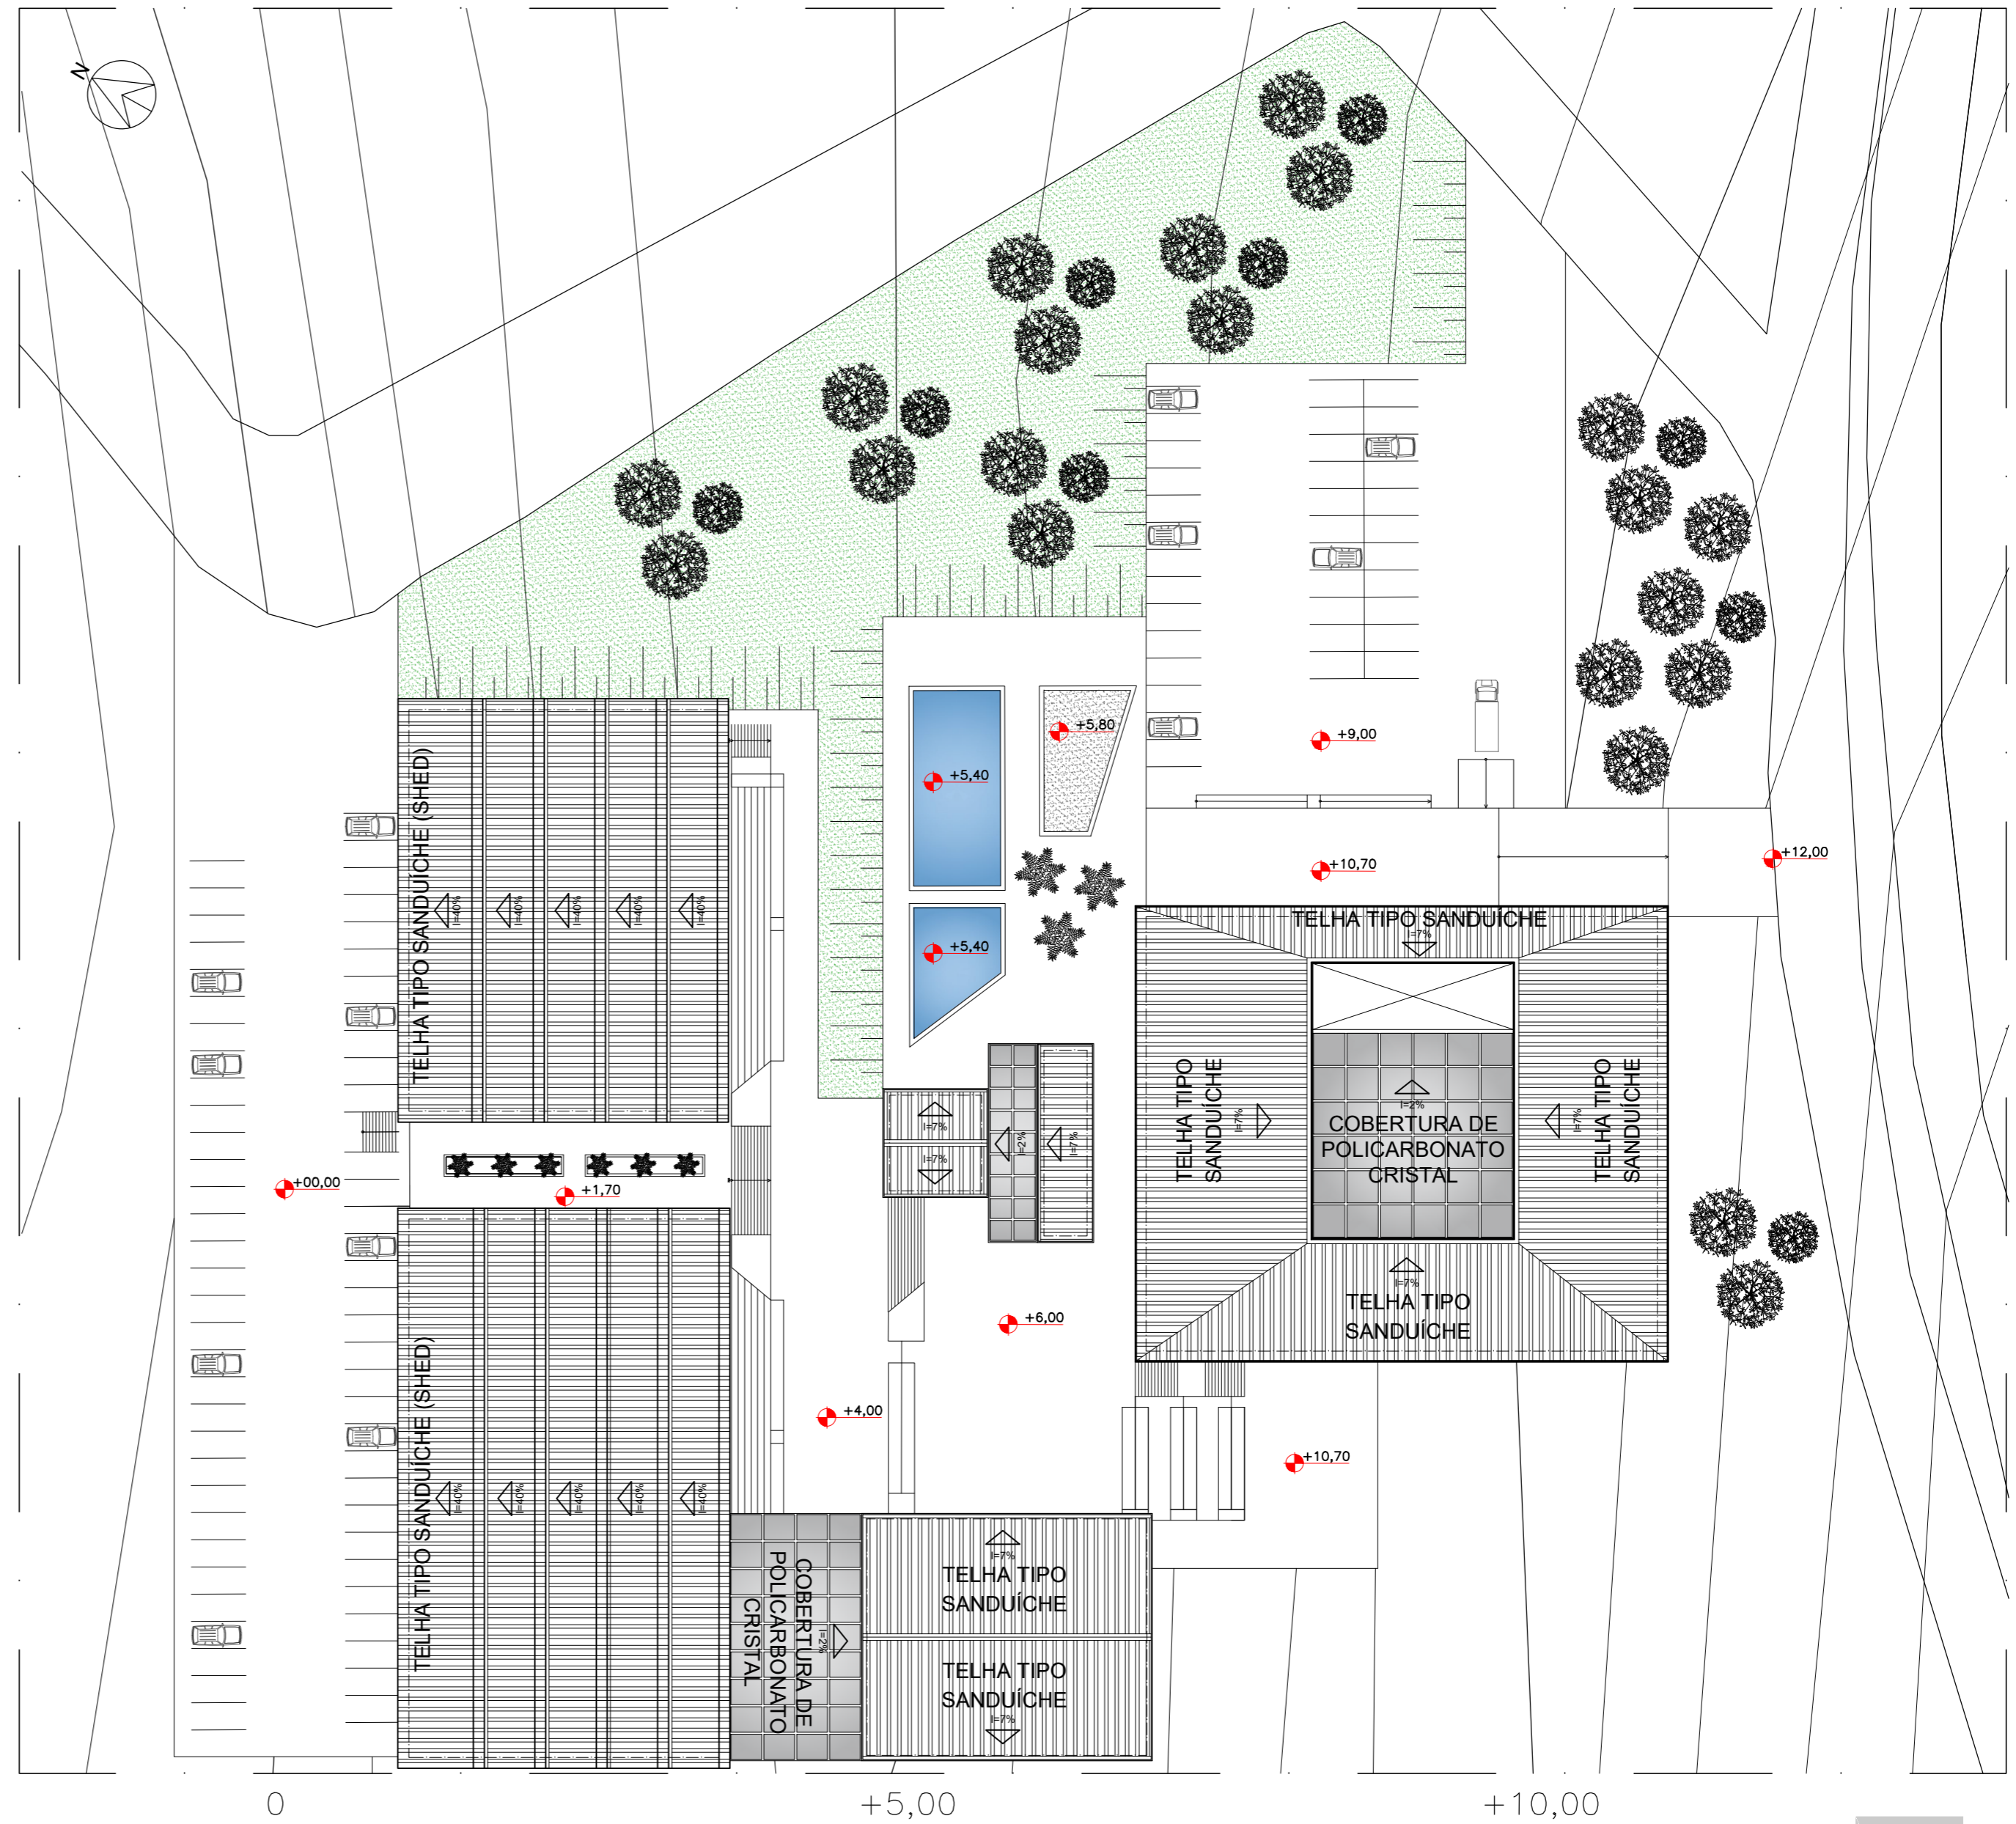 N
+5,80
+9,00
+5,40
+10,70
+12,00
TELHA TIPO SANDUÍCHE (SHED)
I=40%
I=40%
I=40%
I=40%
I=40%
TELHA TIPO SANDUÍCHE
I=7%
+5,40
TELHA TIPO
SANDUÍCHE
I=7%
I=2%
COBERTURA DE
POLICARBONATO
CRISTAL
I=7%
TELHA TIPO
SANDUÍCHE
I=7%
I=7%
I=2%
I=7%
+00,00
+1,70
I=7%
TELHA TIPO
SANDUÍCHE
+6,00
+4,00
+10,70
TELHA TIPO SANDUÍCHE (SHED)
I=40%
I=40%
I=40%
I=40%
I=40%
COBERTURA DE
POLICARBONATO
CRISTAL
I=2%
I=7%
TELHA TIPO
SANDUÍCHE
TELHA TIPO
SANDUÍCHE
I=7%
0
+5,00
+10,00